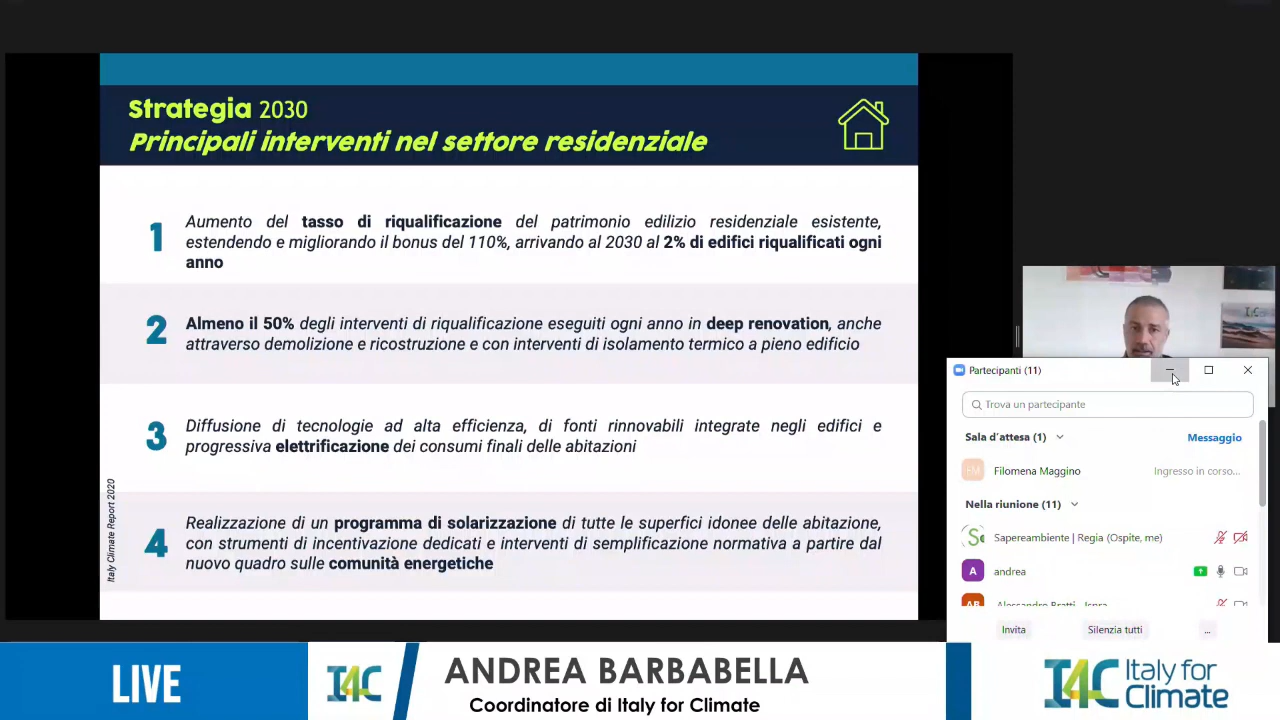 Strategia 2030
Principali interventi nel settore residenziale
1
Aumento del tasso di riqualificazione del patrimonio edilizio residenziale esistente,
estendendo e migliorando il bonus del 110%, arrivando al 2030 al 2% di edifici riqualificati ogni
anno
2
Almeno il 50% degli interventi di riqualificazione eseguiti ogni anno in deep renovation, anche
attraverso demolizione e ricostruzione e con interventi di isolamento termico a pieno edificio
3
Diffusione di tecnologie ad alta efficienza, di fonti rinnovabili integrate negli edifici e
progressiva elettrificazione dei consumi finali delle abitazioni
4
Realizzazione di un programma di solarizzazione di tutte le superfici idonee delle abitazione,
con strumenti di incentivazione dedicati e interventi di semplificazione normativa a partire dal
nuovo quadro sulle comunità energetiche
Italy Climate Report 2020
Partecipanti (11)
Trova un partecipante
Sala d'attesa (1)
Messaggio
FM
Filomena Maggino
Ingresso in corso...
Nella riunione (11)
Sapereambiente | Regia (Ospite, me)
A
andrea
AB
Alessandro Bratti - Ispra
Invita
Silenzia tutti
...
LIVE
I4C
ANDREA BARBABELLA
Coordinatore di Italy for Climate
I4C
Italy for
Climate